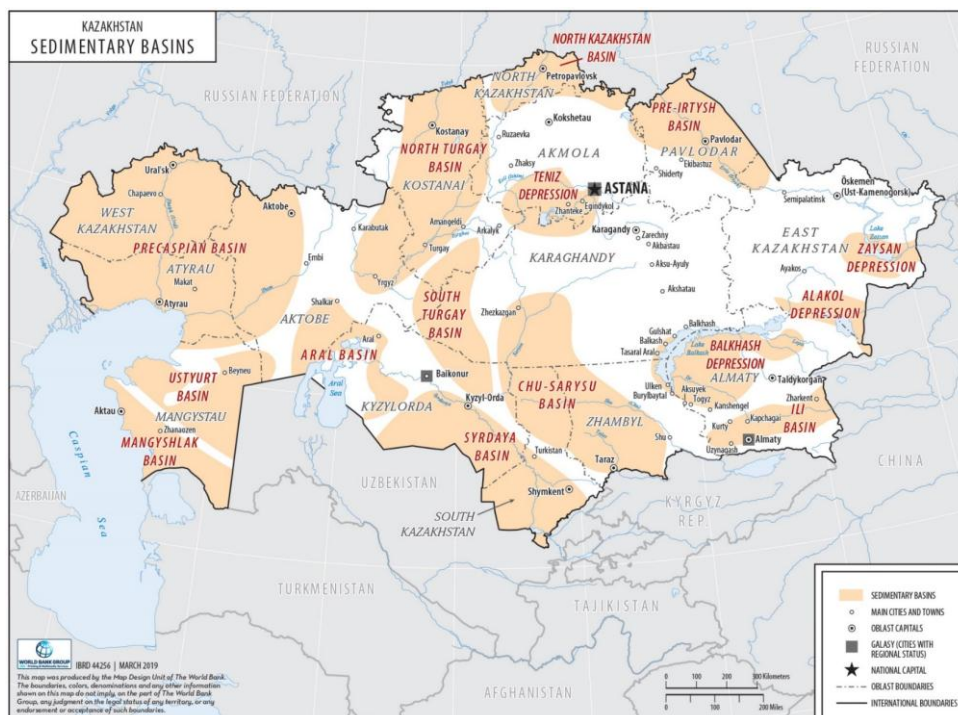 KAZAKHSTAN
SEDIMENTARY BASINS
RUSSIAN FEDERATION
RUSSIAN
FEDERATION
NORTH KAZAKHSTAN
BASIN
Petropavlovsk
NORTH
KAZAKHSTAN
Kostanay
NORTH TURGAY
BASIN
KOSTANAI
Ruzaevka
Kokshetau
Zhaksy
AKMOLA
PRE-IRTYSH
BASIN
Pavlodar
PAVLODAR
Ekibastuz
Shiderty
TENIZ
DEPRESSION
ASTANA
Egindykol
Zhanteke
Ural'sk
Chapaevo
WEST
KAZAKHSTAN
Aktobe
PRECASPIAN BASIN
ATYRAU
Makat
Atyrau
Embi
Karabutak
Amangeldi
Arkalyk
Turgay
Yrgyz
Karagandy
Zarechny
Akbastau
KARAGHANDY
Aksu-Ayuly
Akshatau
Semipalatinsk
Öskemen
(Ust-Kamenogorsk)
EAST
KAZAKHSTAN
Lake
Zaysan
ZAYSAN
DEPRESSION
Ayakos
ALAKOL
DEPRESSION
Shalkar
AKTOBE
SOUTH
TURGAY
BASIN
Zhezkazgan
Aral
ARAL BASIN
Aral
Sea
Baikonur
KYZYLORDA
Kyzyl-Orda
Gulshat
Balkhash
Balkash
Tasaral Aral
Lake
Balkash
BALKHASH
DEPRESSION
ALMATY
Taldykorgan
Ulken
Burylbaytal
Aksuyek
Togyz
Kanshengel
Zharkent
Kapchagai
ILI
BASIN
Kurty
Almaty
Uzynagash
USTYURT
BASIN
Beyneu
Aktau
MANGYSTAU
Zhanaozen
MANGYSHLAK
BASIN
CHU-SARYSU
BASIN
ZHAMBYL
Shu
SYRDAYA
BASIN
Turkistan
Taraz
Shymkent
SOUTH
KAZAKHSTAN
Caspian
Sea
AZERBAIJAN
UZBEKISTAN
TURKMENISTAN
KYRGYZ
REP.
CHINA
TAJIKISTAN
AFGHANISTAN
WORLD BANK GROUP
IBRD 44256 | MARCH 2019
This map was produced by the Map Design Unit of The World Bank.
The boundaries, colors, denominations and any other information
shown on this map do not imply, on the part of The World Bank
Group, any judgment on the legal status of any territory, or any
endorsement or acceptance of such boundaries.
0 100 200 300 Kilometers
0 100 200 Miles
SEDIMENTARY BASINS
MAIN CITIES AND TOWNS
OBLAST CAPITALS
GALASY (CITIES WITH
REGIONAL STATUS)
NATIONAL CAPITAL
OBLAST BOUNDARIES
INTERNATIONAL BOUNDARIES